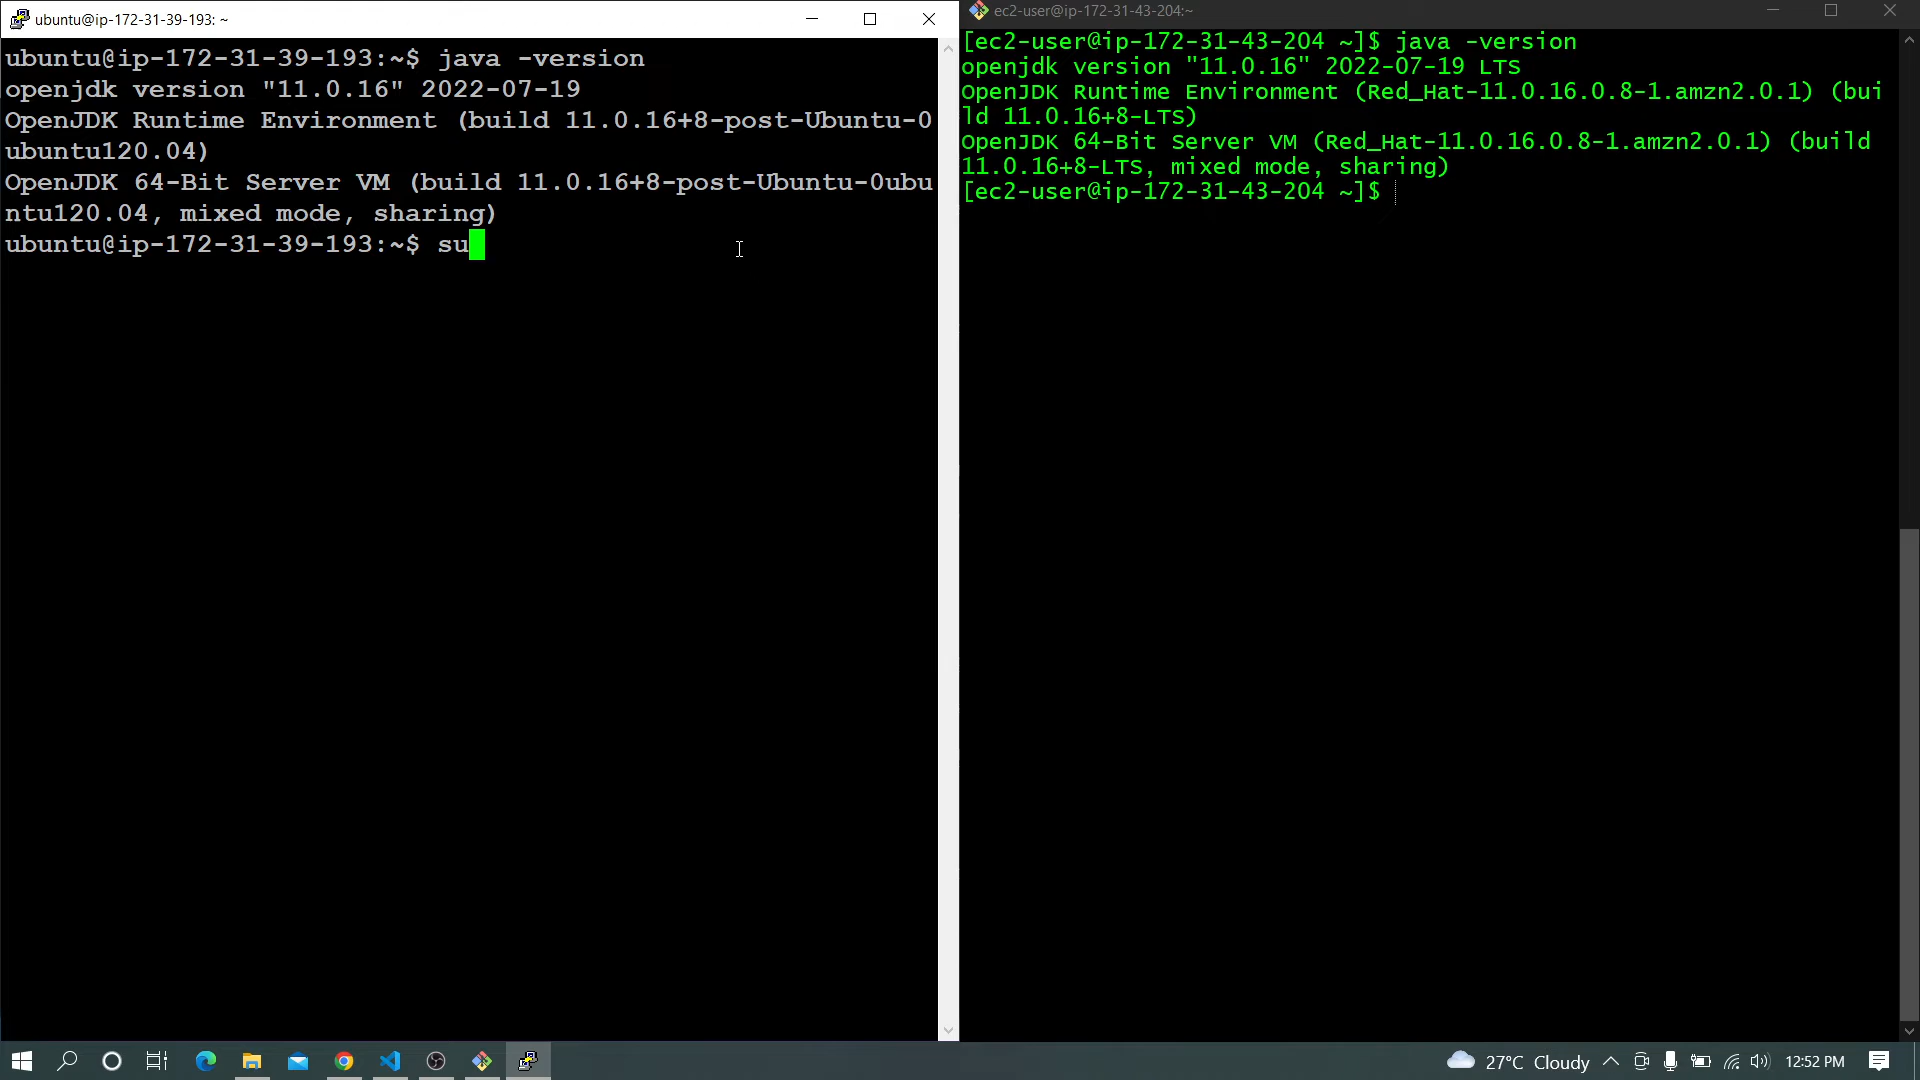 ubuntu@ip-172-31-39-193: ~
ubuntu@ip-172-31-39-193:~$ java -version
openjdk version "11.0.16" 2022-07-19
OpenJDK Runtime Environment (build 11.0.16+8-post-Ubuntu-0
ubuntu120.04)
OpenJDK 64-Bit Server VM (build 11.0.16+8-post-Ubuntu-0ubu
ntu120.04, mixed mode, sharing)
ubuntu@ip-172-31-39-193:~$ su
ec2-user@ip-172-31-43-204:~
[ec2-user@ip-172-31-43-204 ~]$ java -version
openjdk version "11.0.16" 2022-07-19 LTS
OpenJDK Runtime Environment (Red_Hat-11.0.16.0.8-1.amzn2.0.1) (bui
ld 11.0.16+8-LTS)
OpenJDK 64-Bit Server VM (Red_Hat-11.0.16.0.8-1.amzn2.0.1) (build
11.0.16+8-LTS, mixed mode, sharing)
[ec2-user@ip-172-31-43-204 ~]$
27°C Cloudy
12:52 PM